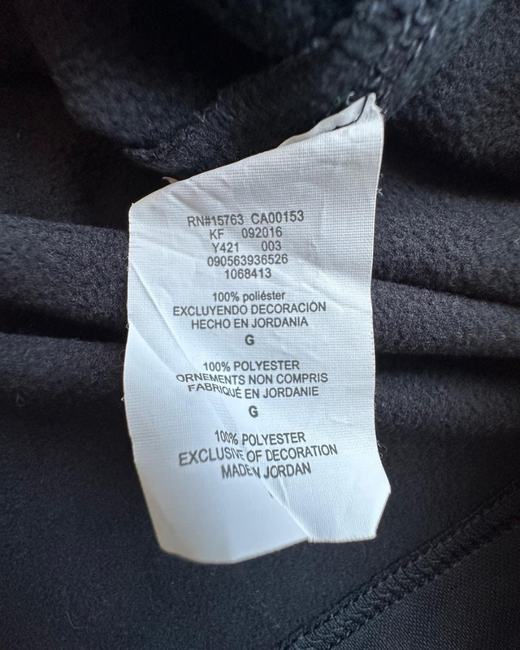 RN#15763 CA00153
KF 092016
Y421 003
090563936526
1068413
100% poliéster
EXCLUYENDO DECORACIÓN
HECHO EN JORDANIA
G
100% POLYESTER
ORNEMENTS NON COMPRIS
FABRIQUÉ EN JORDANIE
G
100% POLYESTER
EXCLUSIVE OF DECORATION
MADE JORDAN